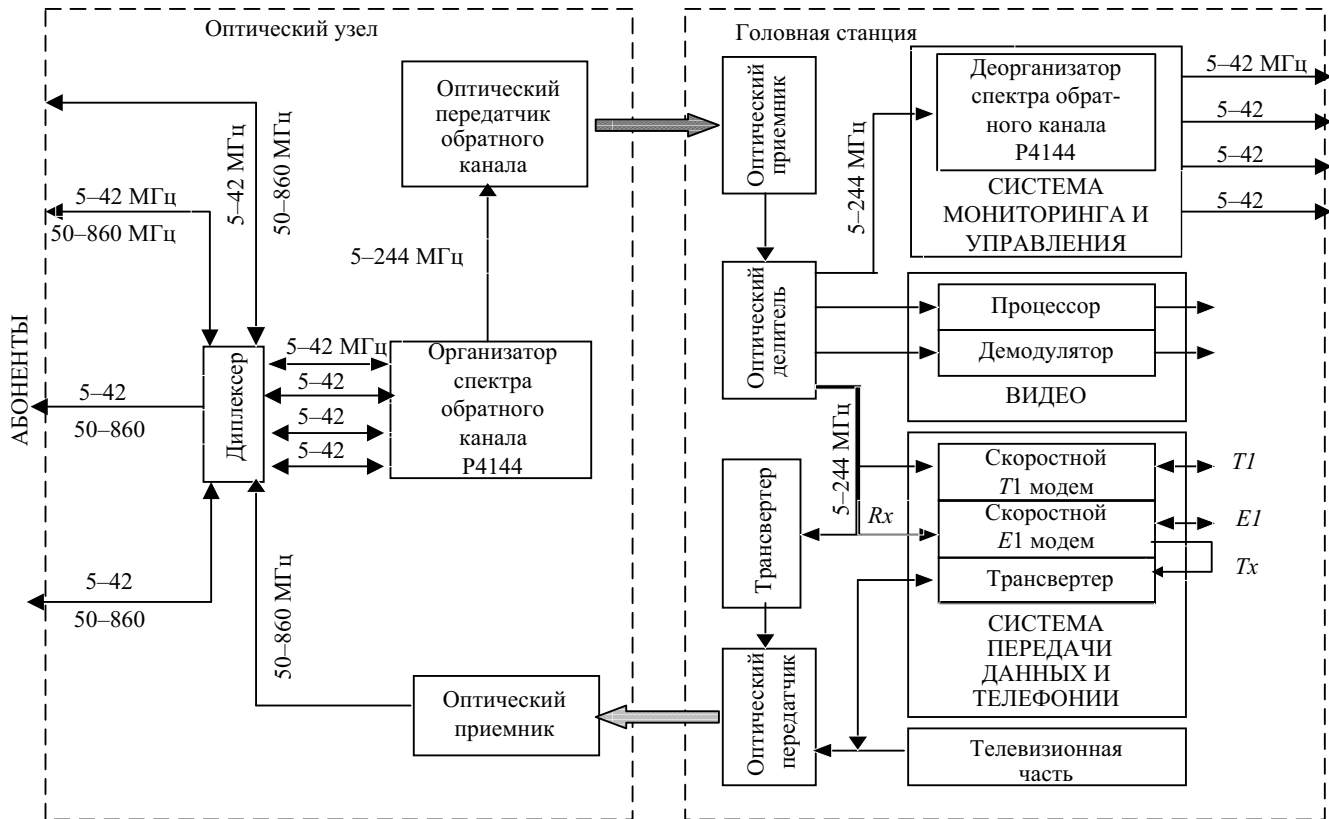 Оптический узел
Оптический
передатчик
обратного
канала
5–42 МГц
50–860 МГц
5–42 МГц
50–860 МГц
5–244 МГц
АБОНЕНТЫ
Диплексер
5–42 МГц
5–42
5–42
5–42
Организатор
спектра
обратного
канала
P4144
5–42
50–860
5–42
50–860
50–860 МГц
Оптический
приемник
Головная станция
Оптический
приемник
5–244 МГц
Деорганизатор
спектра обрат-
ного канала
P4144
СИСТЕМА
МОНИТОРИНГА И
УПРАВЛЕНИЯ
5–42 МГц
5–42
5–42
5–42
Оптический
делитель
Процессор
Демодулятор
ВИДЕО
5–244 МГц
Трансвертер
Rx
Скоростной
T1 модем
Скоростной
E1 модем
Трансвертер
T1
E1
Tx
СИСТЕМА
ПЕРЕДАЧИ
ДАННЫХ И
ТЕЛЕФОНИИ
Оптический
передатчик
Телевизионная
часть